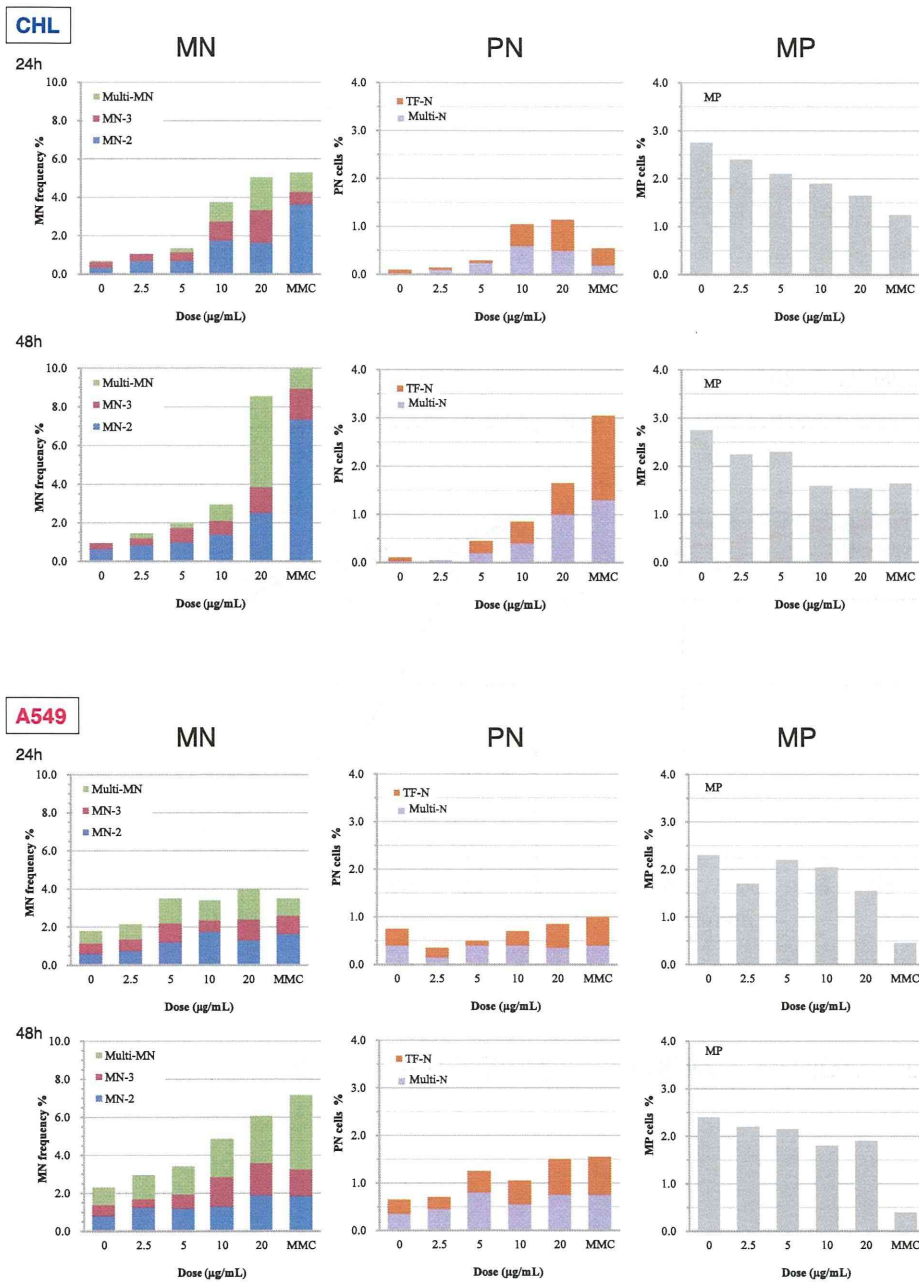 CHL
MN PN MP
24h
10.0 8.0 6.0 4.0 2.0 0.0
MN frequency %
Multi-MN
MN-3
MN-2
0 2.5 5 10 20 MMC
Dose (µg/mL)
4.0 3.0 2.0 1.0 0.0
PN cells %
TF-N
Multi-N
0 2.5 5 10 20 MMC
Dose (µg/mL)
4.0 3.0 2.0 1.0 0.0
MP cells %
MP
0 2.5 5 10 20 MMC
Dose (µg/mL)
48h
10.0 8.0 6.0 4.0 2.0 0.0
MN frequency %
Multi-MN
MN-3
MN-2
0 2.5 5 10 20 MMC
Dose (µg/mL)
4.0 3.0 2.0 1.0 0.0
PN cells %
TF-N
Multi-N
0 2.5 5 10 20 MMC
Dose (µg/mL)
4.0 3.0 2.0 1.0 0.0
MP cells %
MP
0 2.5 5 10 20 MMC
Dose (µg/mL)
A549
MN PN MP
24h
10.0 8.0 6.0 4.0 2.0 0.0
MN frequency %
Multi-MN
MN-3
MN-2
0 2.5 5 10 20 MMC
Dose (µg/mL)
4.0 3.0 2.0 1.0 0.0
PN cells %
TF-N
Multi-N
0 2.5 5 10 20 MMC
Dose (µg/mL)
4.0 3.0 2.0 1.0 0.0
MP cells %
MP
0 2.5 5 10 20 MMC
Dose (µg/mL)
48h
10.0 8.0 6.0 4.0 2.0 0.0
MN frequency %
Multi-MN
MN-3
MN-2
0 2.5 5 10 20 MMC
Dose (µg/mL)
4.0 3.0 2.0 1.0 0.0
PN cells %
TF-N
Multi-N
0 2.5 5 10 20 MMC
Dose (µg/mL)
4.0 3.0 2.0 1.0 0.0
MP cells %
MP
0 2.5 5 10 20 MMC
Dose (µg/mL)